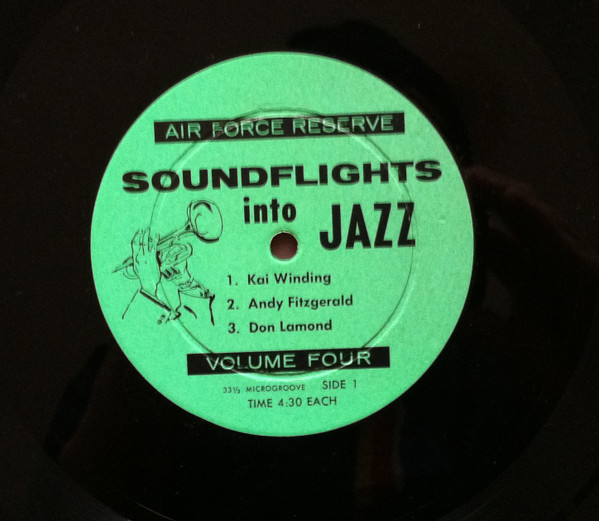 AIR FORCE RESERVE
SOUNDFLIGHTS
into JAZZ
1. Kai Winding
2. Andy Fitzgerald
3. Don Lamond
VOLUME FOUR
33⅓ MICROGROOVE SIDE 1
TIME 4:30 EACH